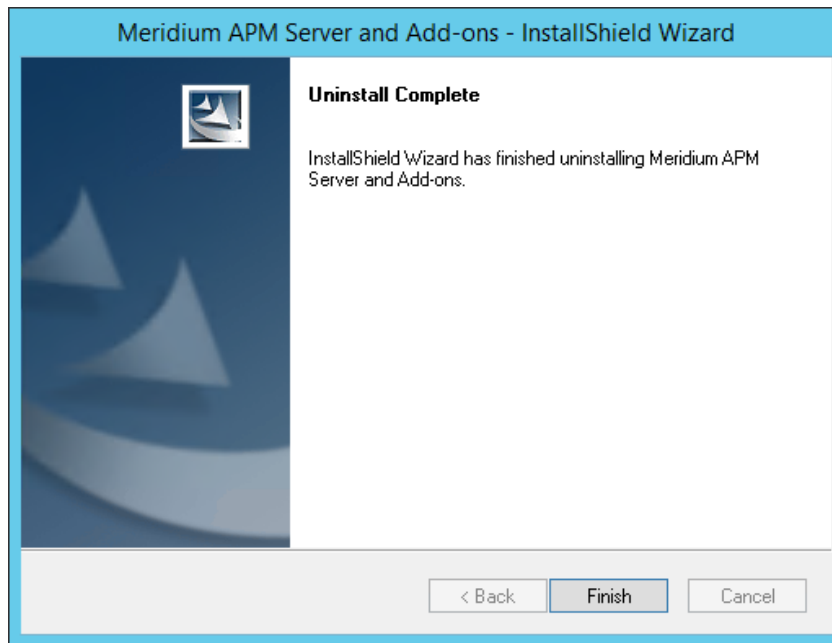 Meridium APM Server and Add-ons - InstallShield Wizard
Uninstall Complete
InstallShield Wizard has finished uninstalling Meridium APM
Server and Add-ons.
< Back
Finish
Cancel